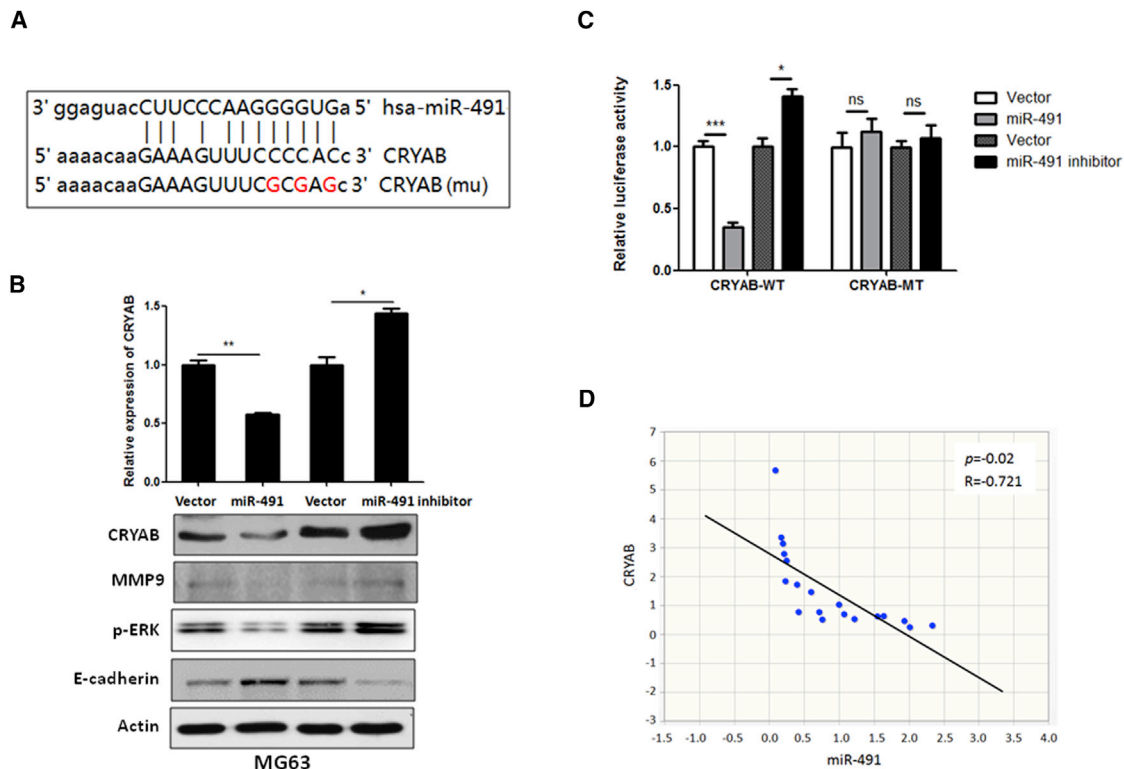 A
3' ggaguacCUUCCCAAGGGGUGa 5' hsa-miR-491
5' aaaacaaGAAAGUUUCCCCACc 3' CRYAB
5' aaaacaaGAAAGUUUCGCGAGc 3' CRYAB (mu)
B
Relative expression of CRYAB
1.5
1.0
0.5
0.0
**
*
Vector miR-491 Vector miR-491 inhibitor
CRYAB
MMP9
p-ERK
E-cadherin
Actin
MG63
C
Relative luciferase activity
1.5
1.0
0.5
0.0
***
*
ns
ns
CRYAB-WT CRYAB-MT
Vector
miR-491
Vector
miR-491 inhibitor
D
CRYAB
7
6
5
4
3
2
1
0
-1
-2
-3
p=-0.02
R=-0.721
-1.5 -1.0 -0.5 0.0 0.5 1.0 1.5 2.0 2.5 3.0 3.5 4.0
miR-491